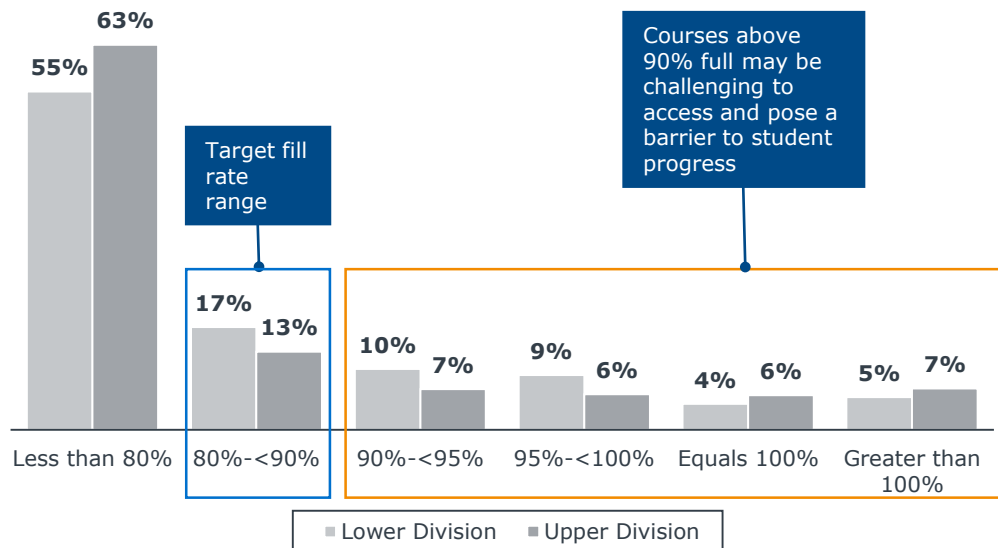 63%
55%
Courses above
90% full may be
challenging to
access and pose a
barrier to student
progress
Target fill
rate
range
17%
13%
10%
7%
9%
6%
4%
6%
5%
7%
Less than 80%
80%-<90%
90%-<95%
95%-<100%
Equals 100%
Greater than
100%
Lower Division
Upper Division